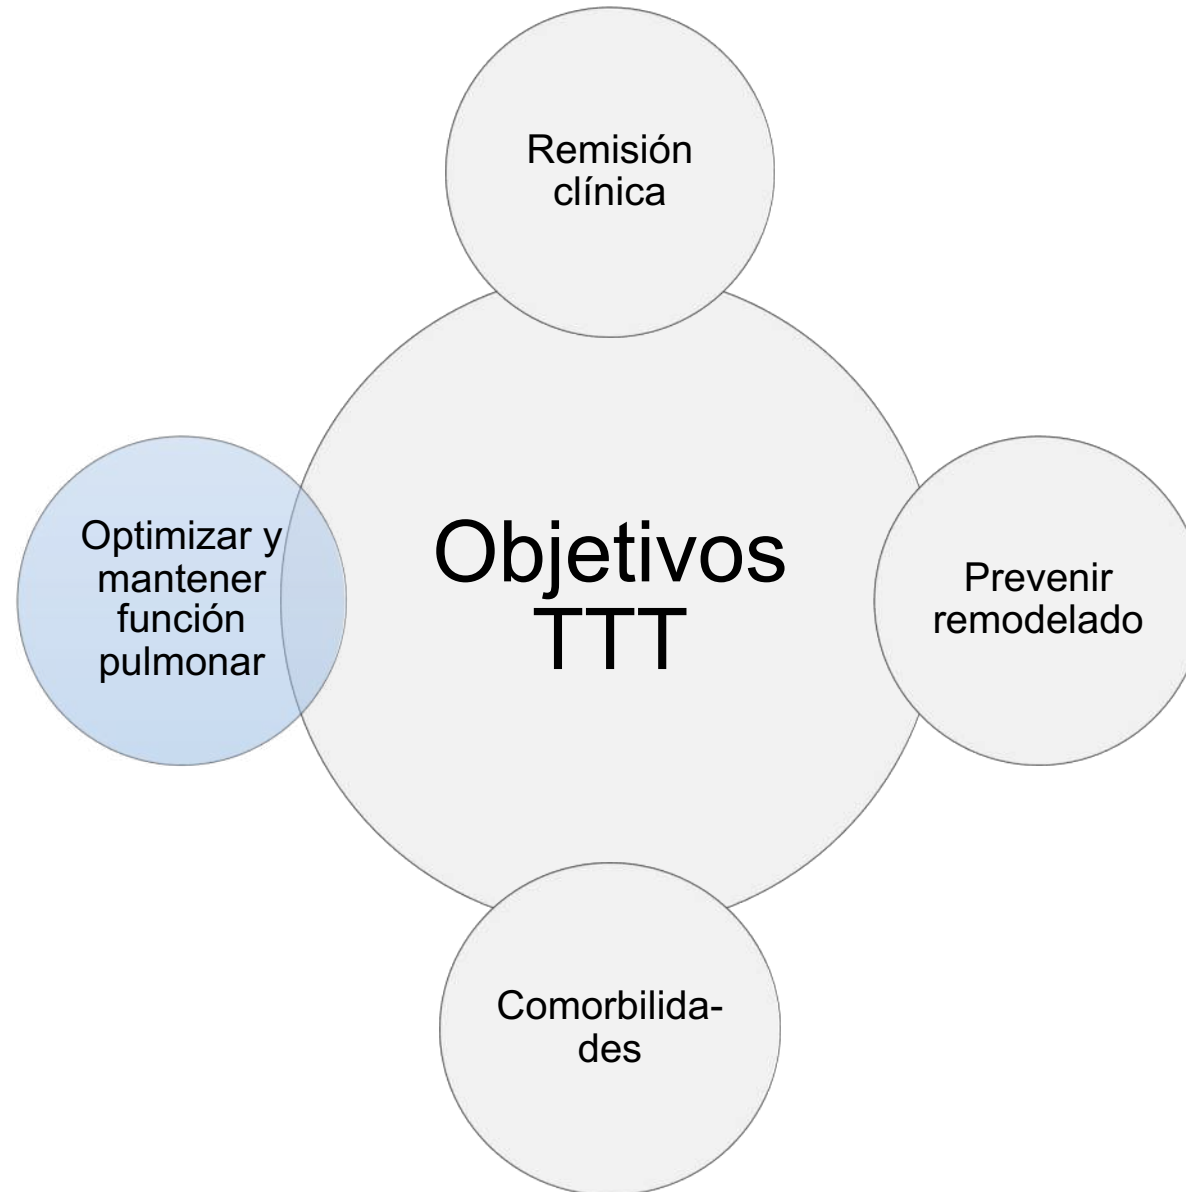 Remisión
clínica
Optimizar y
mantener
función
pulmonar
Objetivos
TTT
Prevenir
remodelado
Comorbilida-
des